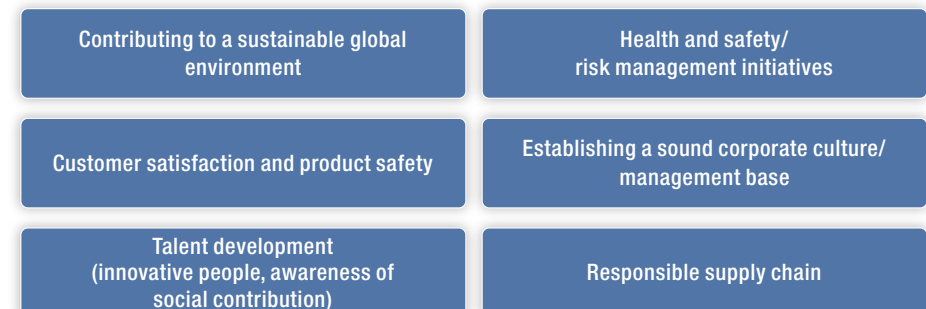 Contributing to a sustainable global
environment
Health and safety/
risk management initiatives
Customer satisfaction and product safety
Establishing a sound corporate culture/
management base
Talent development
(innovative people, awareness of
social contribution)
Responsible supply chain